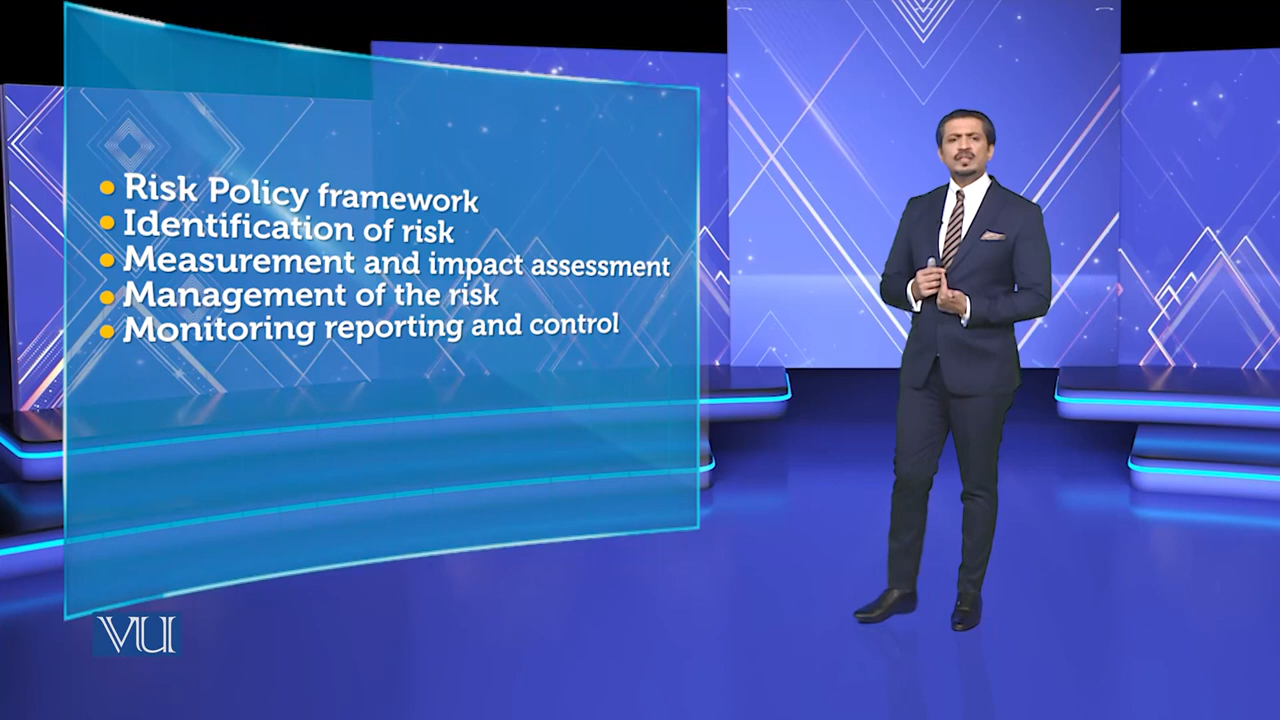 Risk Policy framework
Identification of risk
Measurement and impact assessment
Management of the risk
Monitoring reporting and control
VU